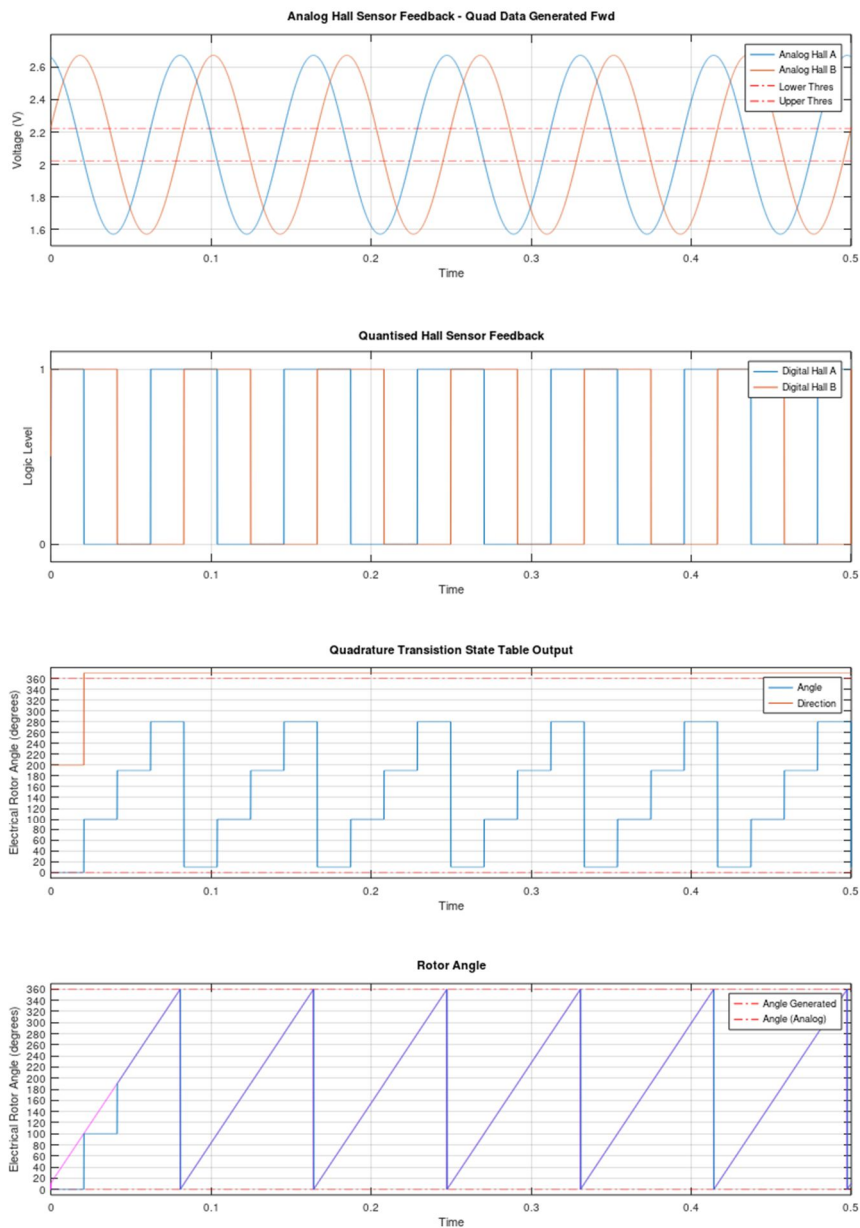 Analog Hall Sensor Feedback - Quad Data Generated Fwd
Voltage (V)
2.6
2.4
2.2
2
1.8
1.6
Analog Hall A
Analog Hall B
Lower Thres
Upper Thres
0 0.1 0.2 0.3 0.4 0.5
Time
Quantised Hall Sensor Feedback
Logic Level
1
0
Digital Hall A
Digital Hall B
0 0.1 0.2 0.3 0.4 0.5
Time
Quadrature Transistion State Table Output
Electrical Rotor Angle (degrees)
360
340
320
300
280
260
240
220
200
180
160
140
120
100
80
60
40
20
0
Angle
Direction
0 0.1 0.2 0.3 0.4 0.5
Time
Rotor Angle
Electrical Rotor Angle (degrees)
360
340
320
300
280
260
240
220
200
180
160
140
120
100
80
60
40
20
0
Angle Generated
Angle (Analog)
0 0.1 0.2 0.3 0.4 0.5
Time